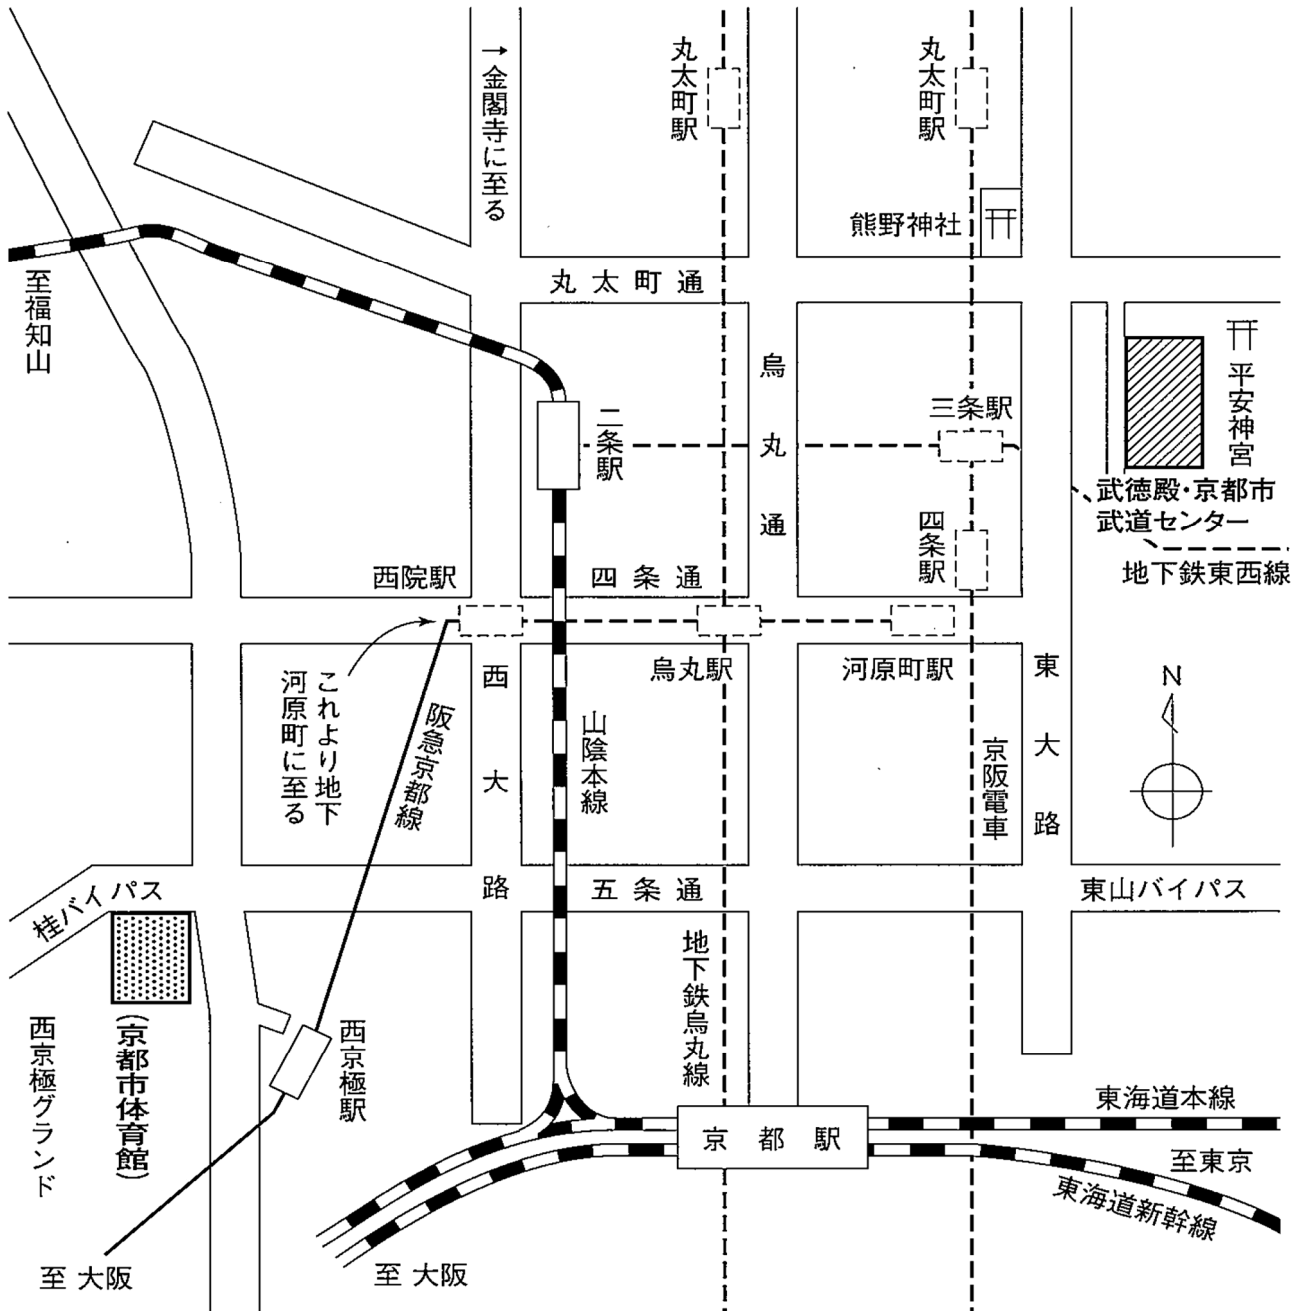 →金閣寺に至る
丸太町駅
丸太町駅
熊野神社
至福知山
丸太町通
烏丸通
平安神宮
二条駅
三条駅
武徳殿・京都市
武道センター
四条駅
地下鉄東西線
西院駅
四条通
烏丸駅
河原町駅
これより地下
河原町に至る
阪急京都線
西大路
山陰本線
京阪電車
東大路
N
桂バイパス
五条通
東山バイパス
地下鉄烏丸線
西京極グランド
(京都市体育館)
西京極駅
京都駅
東海道本線
至東京
東海道新幹線
至 大阪
至 大阪